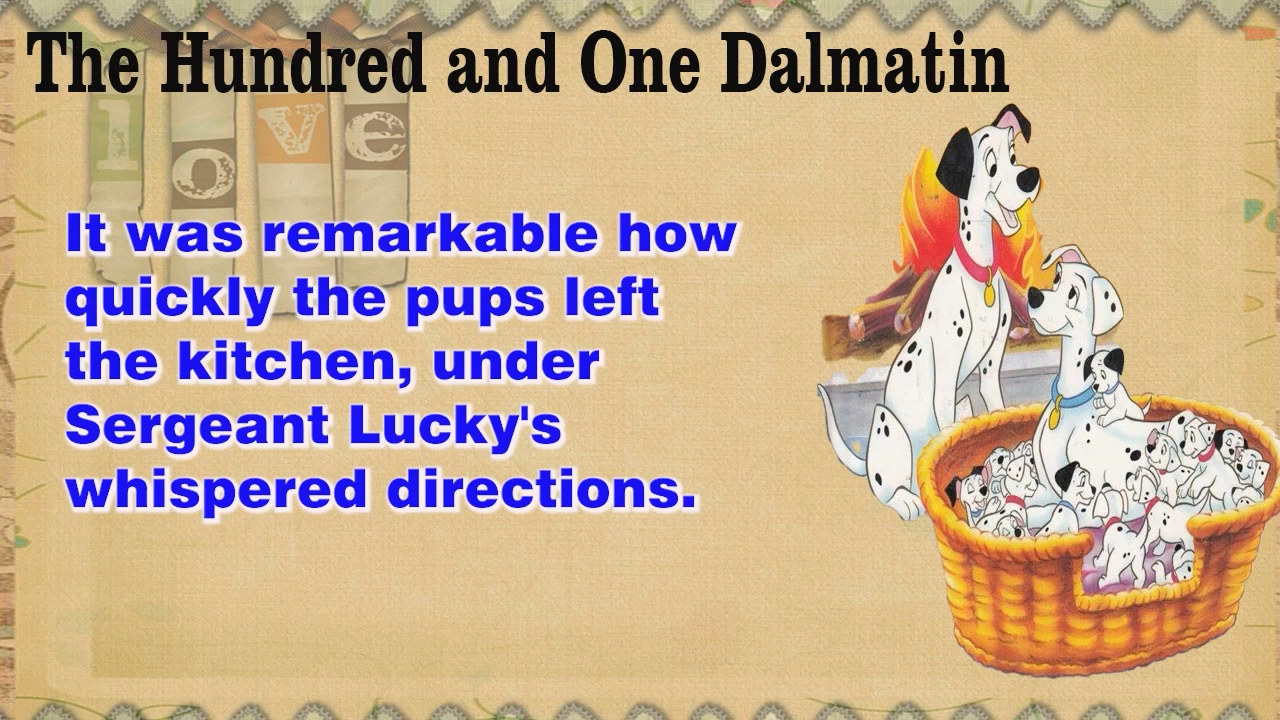 The Hundred and One Dalmatin
love
It was remarkable how
quickly the pups left
the kitchen, under
Sergeant Lucky's
whispered directions.